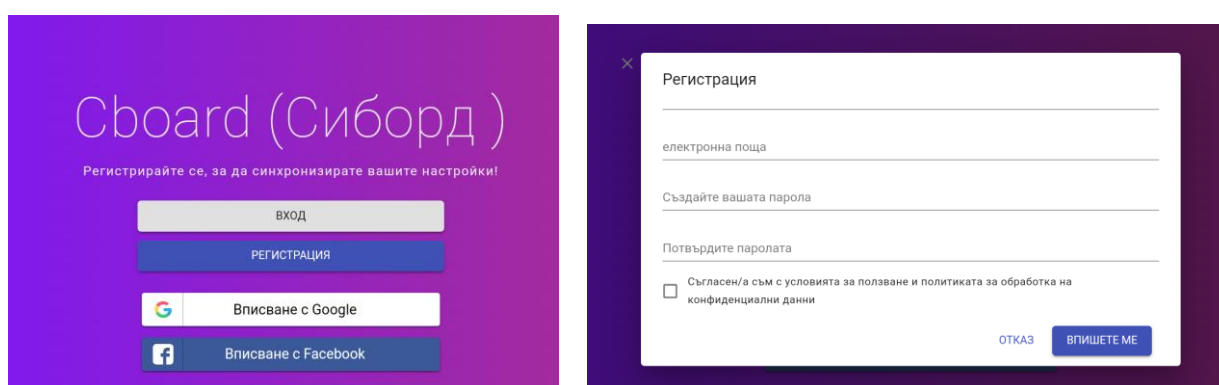 Cboard (Сиборд )
Регистрирайте се, за да синхронизирате вашите настройки!
ВХОД
РЕГИСТРАЦИЯ
Вписване с Google
Вписване с Facebook
Регистрация
електронна поща
Създайте вашата парола
Потвърдите паролата
Съгласен/а съм с условията за ползване и политиката за обработка на
конфиденциални данни
ОТКАЗ ВПИШЕТЕ МЕ